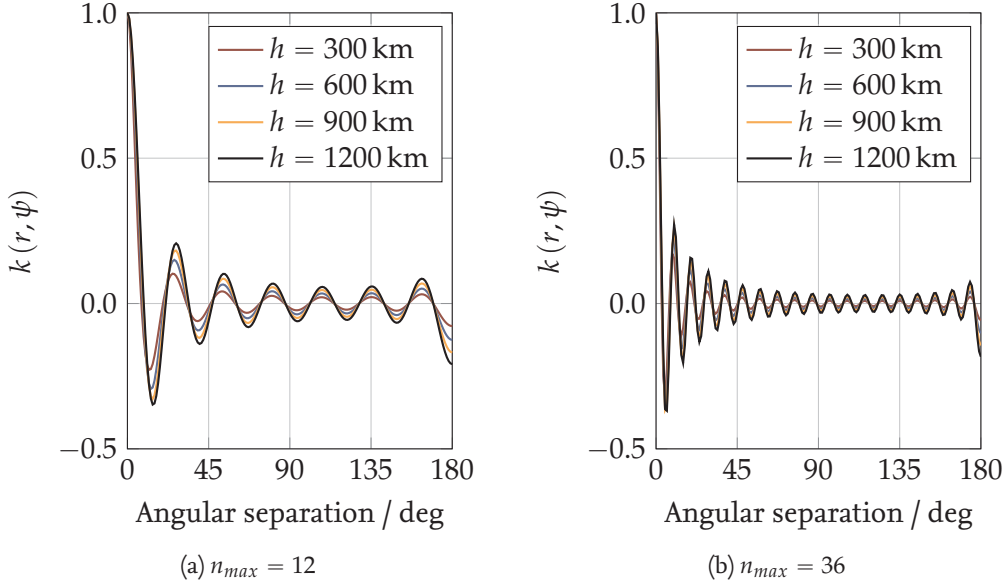 1.0
0.5
0.0
−0.5
k (r, ψ)
h = 300 km
h = 600 km
h = 900 km
h = 1200 km
0 45 90 135 180
Angular separation / deg
(a) n_max = 12
1.0
0.5
0.0
−0.5
k (r, ψ)
h = 300 km
h = 600 km
h = 900 km
h = 1200 km
0 45 90 135 180
Angular separation / deg
(b) n_max = 36